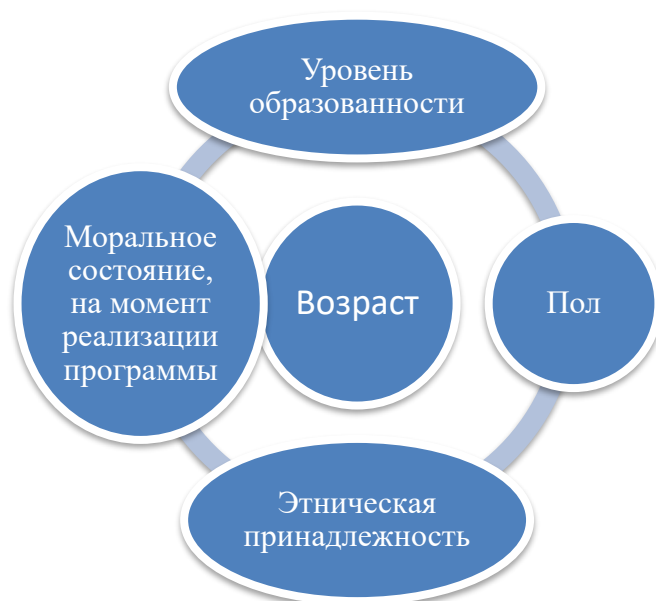 Уровень
образованности
Моральное
состояние,
на момент
реализации
программы
Возраст
Пол
Этническая
принадлежность